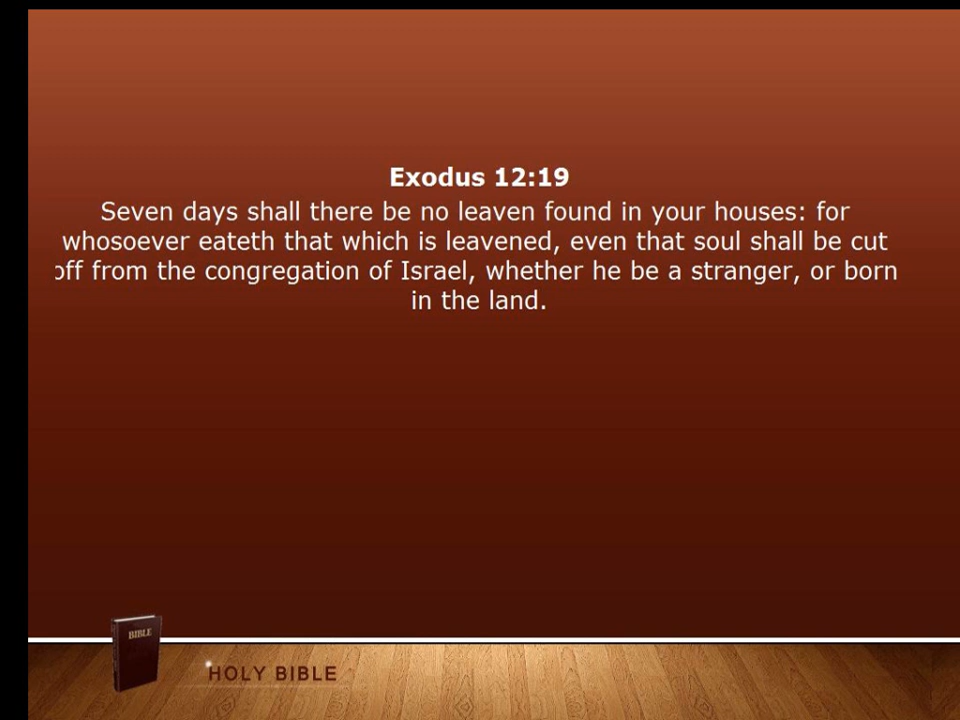 Exodus 12:19
Seven days shall there be no leaven found in your houses: for
whosoever eateth that which is leavened, even that soul shall be cut
off from the congregation of Israel, whether he be a stranger, or born
in the land.
BIBLE
HOLY BIBLE